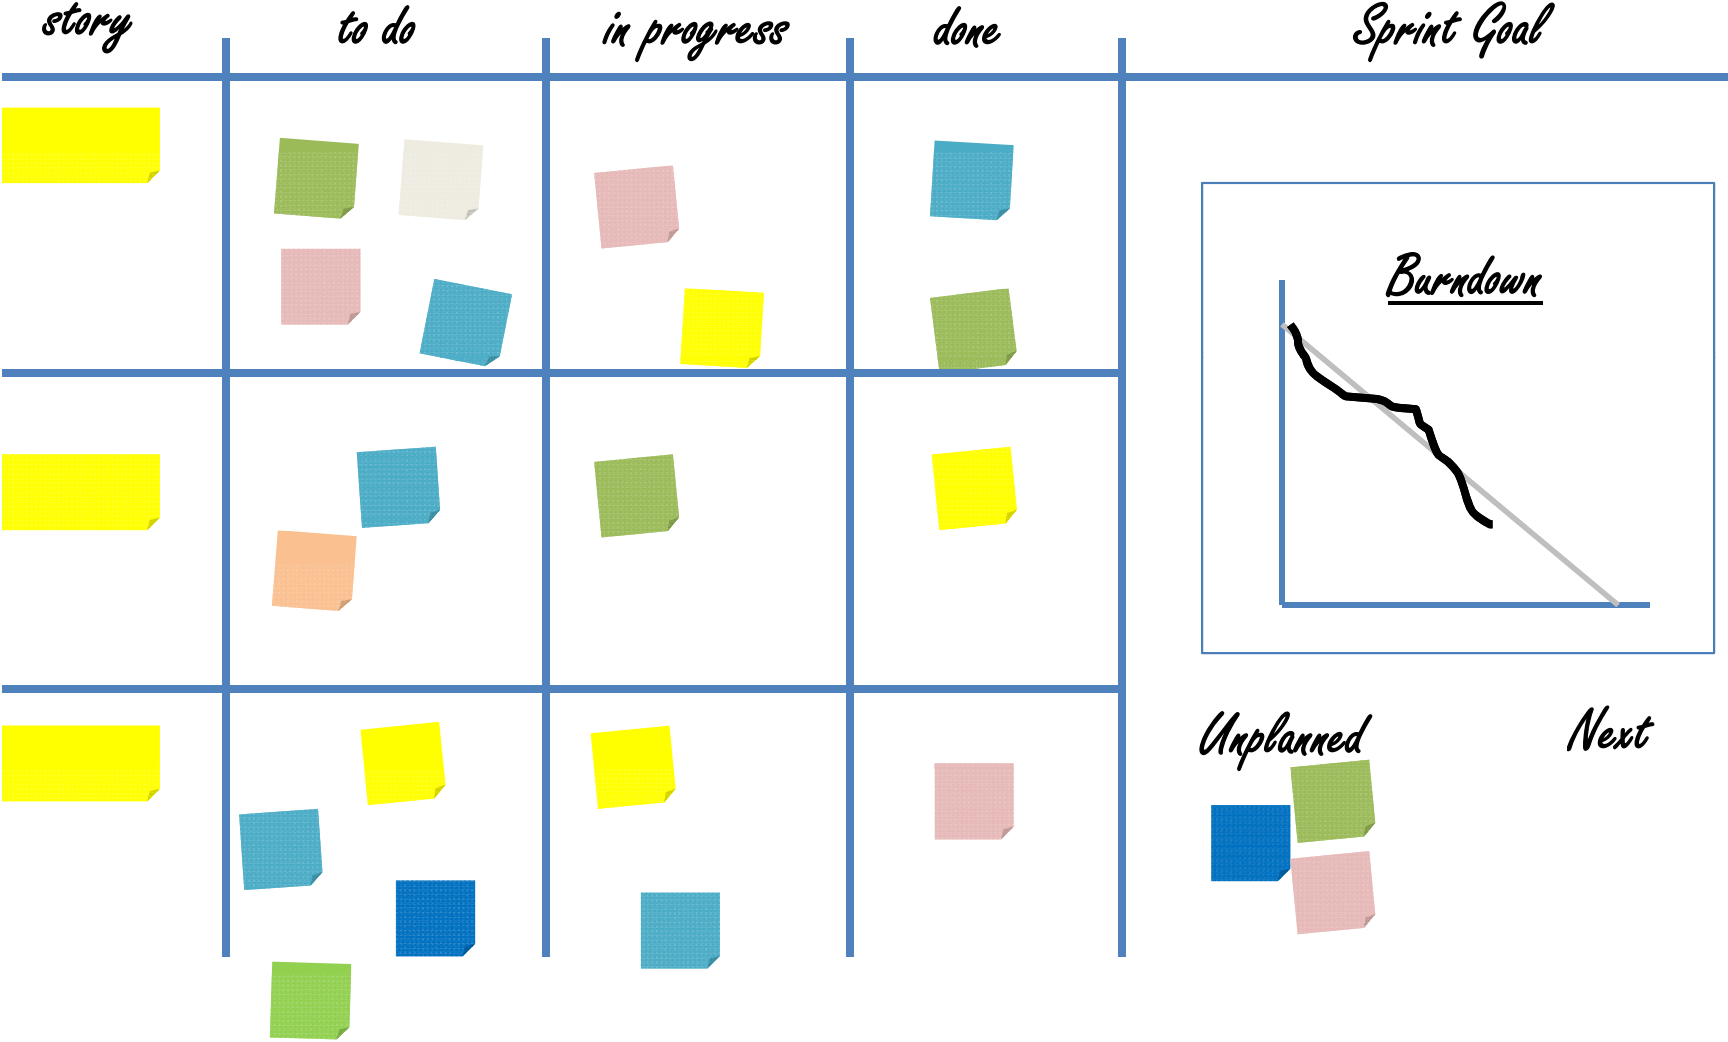 story
to do
in progress
done
Sprint Goal
Burndown
Unplanned
Next